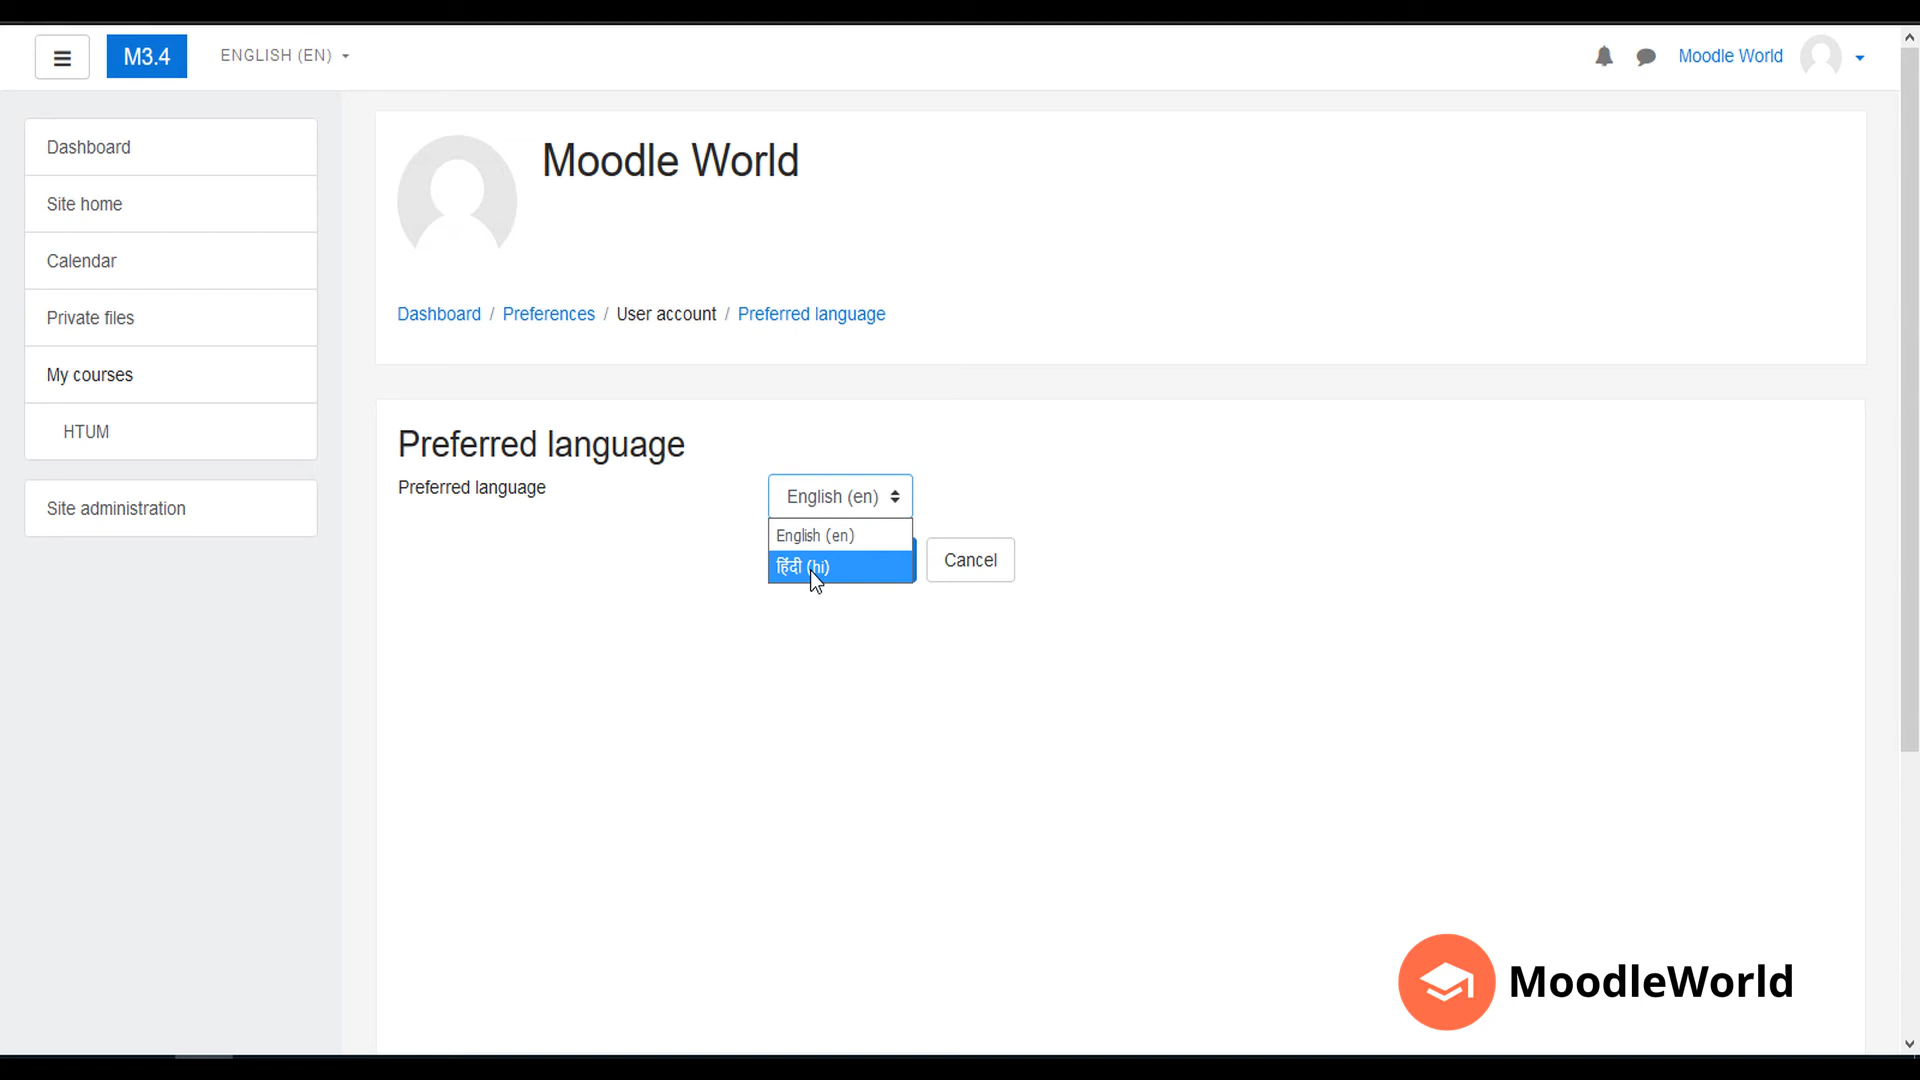 M3.4
ENGLISH (EN)
Moodle World
Dashboard
Site home
Calendar
Private files
My courses
HTUM
Site administration
Moodle World
Dashboard / Preferences / User account / Preferred language
Preferred language
Preferred language
English (en)
English (en)
हिंदी (hi)
Cancel
MoodleWorld